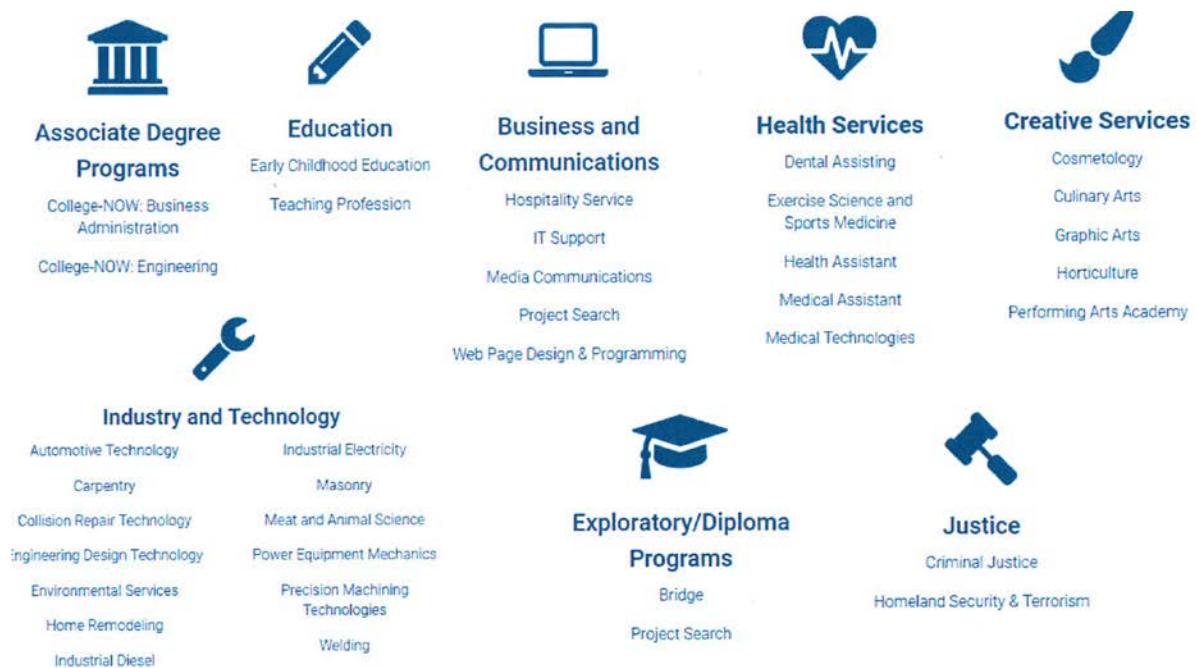 Associate Degree
Programs
College-NOW: Business
Administration
College-NOW: Engineering
Education
Early Childhood Education
Teaching Profession
Business and
Communications
Hospitality Service
IT Support
Media Communications
Project Search
Web Page Design & Programming
Health Services
Dental Assisting
Exercise Science and
Sports Medicine
Health Assistant
Medical Assistant
Medical Technologies
Creative Services
Cosmetology
Culinary Arts
Graphic Arts
Horticulture
Performing Arts Academy
Industry and Technology
Automotive Technology
Carpentry
Collision Repair Technology
Engineering Design Technology
Environmental Services
Home Remodeling
Industrial Diesel
Industrial Electricity
Masonry
Meat and Animal Science
Power Equipment Mechanics
Precision Machining
Technologies
Welding
Exploratory/Diploma
Programs
Bridge
Project Search
Justice
Criminal Justice
Homeland Security & Terrorism